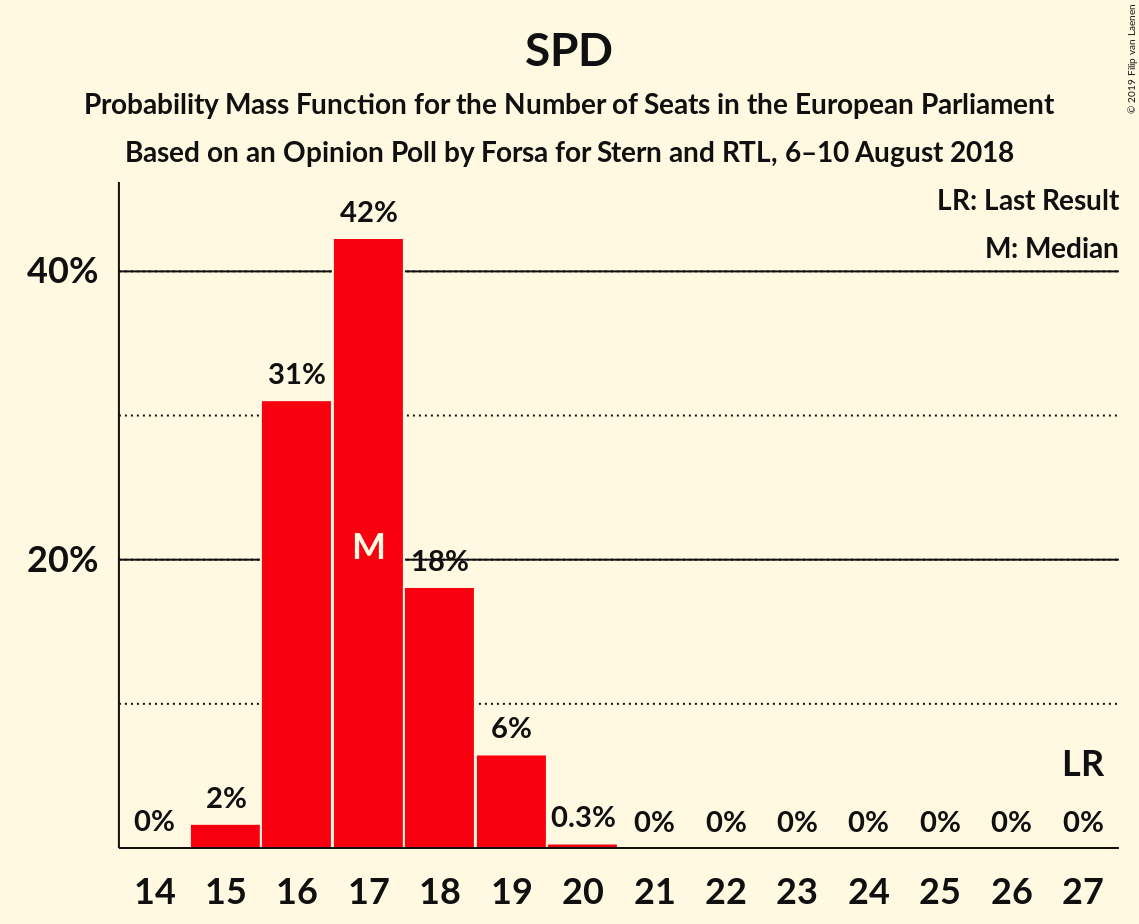 SPD
Probability Mass Function for the Number of Seats in the European Parliament
Based on an Opinion Poll by Forsa for Stern and RTL, 6–10 August 2018
© 2019 Filip van Laenen
LR: Last Result
M: Median
40%
20%
0%
2%
31%
42%
18%
6%
0.3%
0%
0%
0%
0%
0%
0%
0%
M
LR
14 15 16 17 18 19 20 21 22 23 24 25 26 27